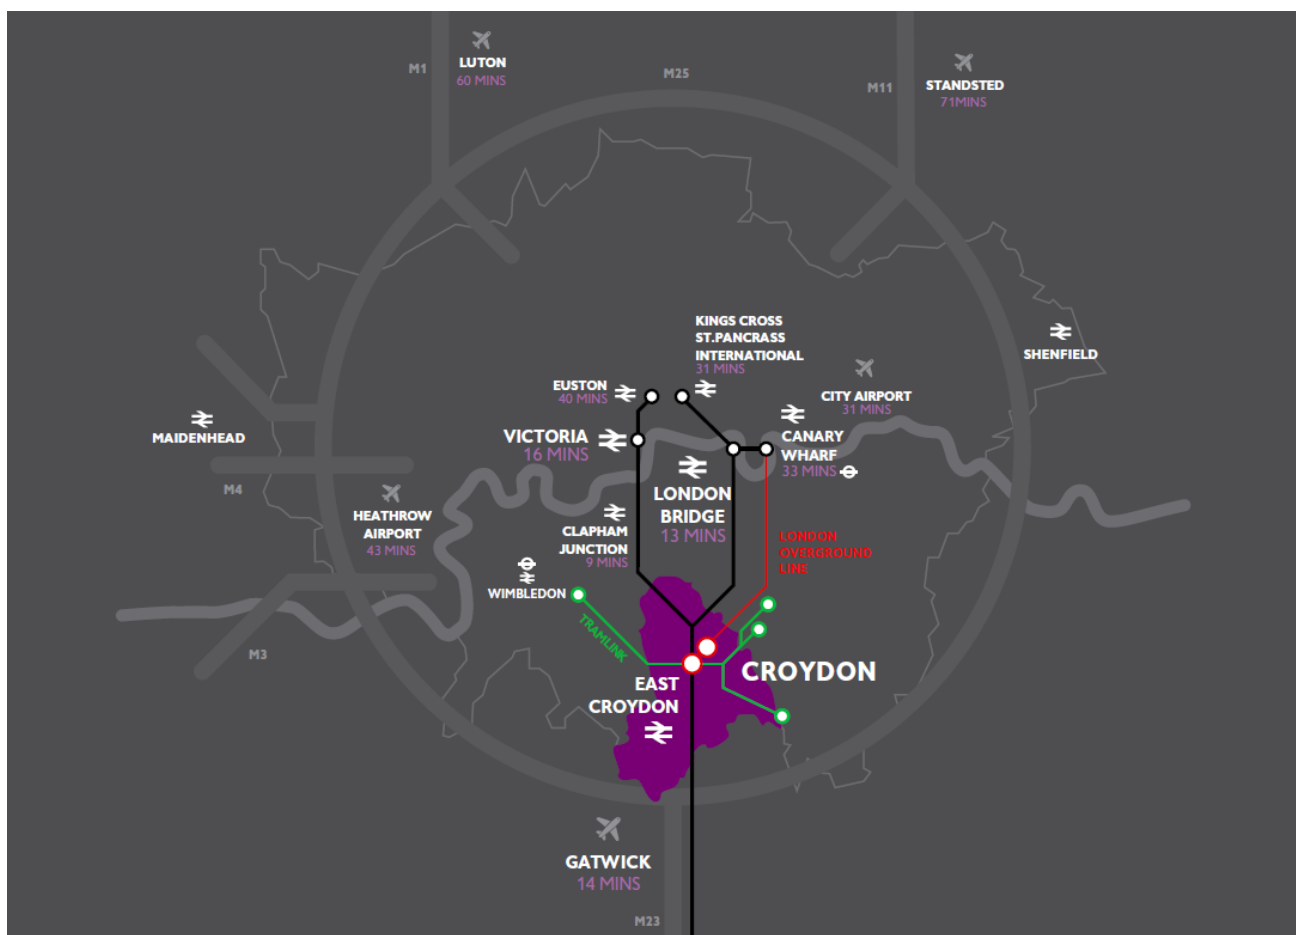 LUTON
60 MINS
M1
M25
M11
STANDSTED
71MINS
KINGS CROSS
ST.PANCRASS
INTERNATIONAL
31 MINS
SHENFIELD
EUSTON
40 MINS
CITY AIRPORT
31 MINS
MAIDENHEAD
VICTORIA
16 MINS
CANARY
WHARF
33 MINS
M4
HEATHROW
AIRPORT
43 MINS
LONDON
BRIDGE
13 MINS
CLAPHAM
JUNCTION
9 MINS
LONDON
OVERGROUND
LINE
WIMBLEDON
TRAMLINK
M3
EAST
CROYDON
CROYDON
GATWICK
14 MINS
M23